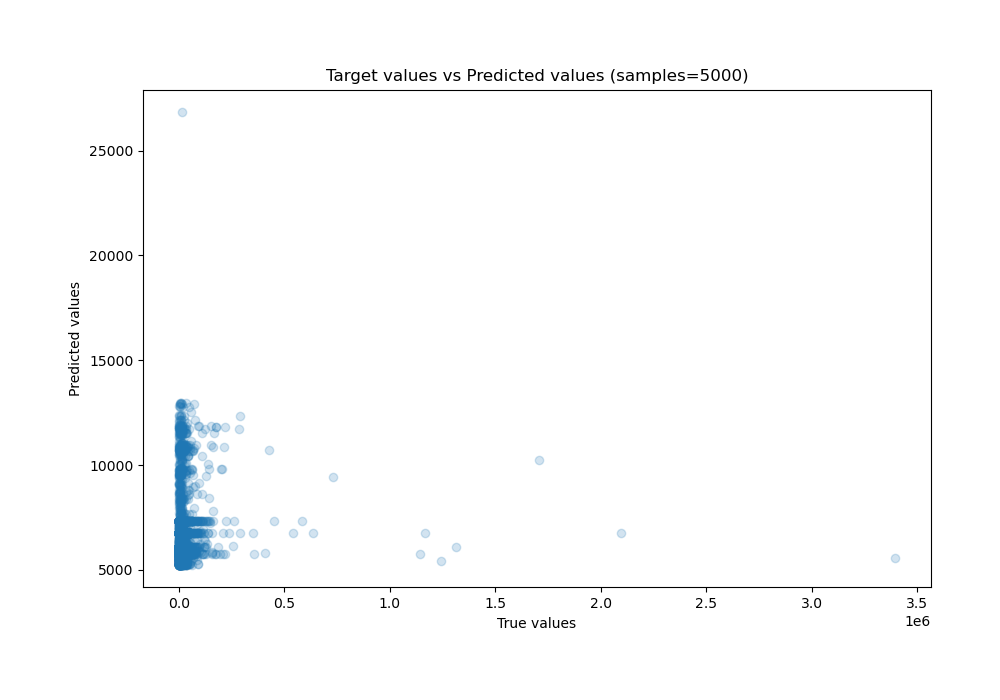 Target values vs Predicted values (samples=5000)
25000
20000
15000
10000
5000
Predicted values
0.0 0.5 1.0 1.5 2.0 2.5 3.0 3.5
1e6
True values